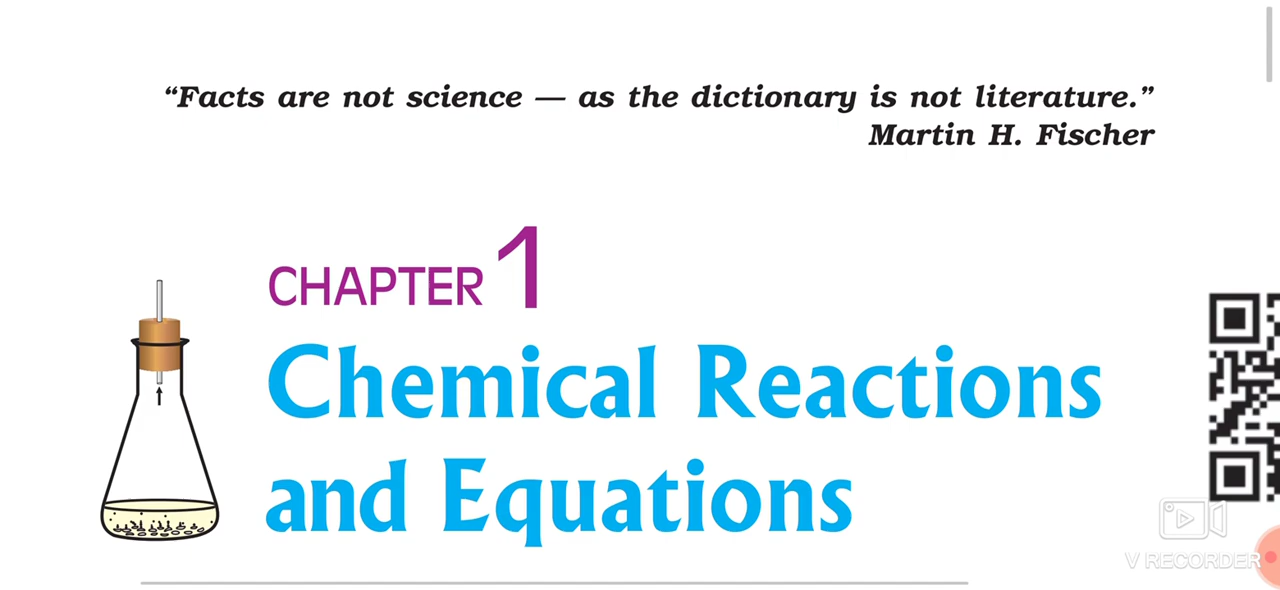 “Facts are not science — as the dictionary is not literature.”
Martin H. Fischer
CHAPTER 1
Chemical Reactions
and Equations
V RECORDER